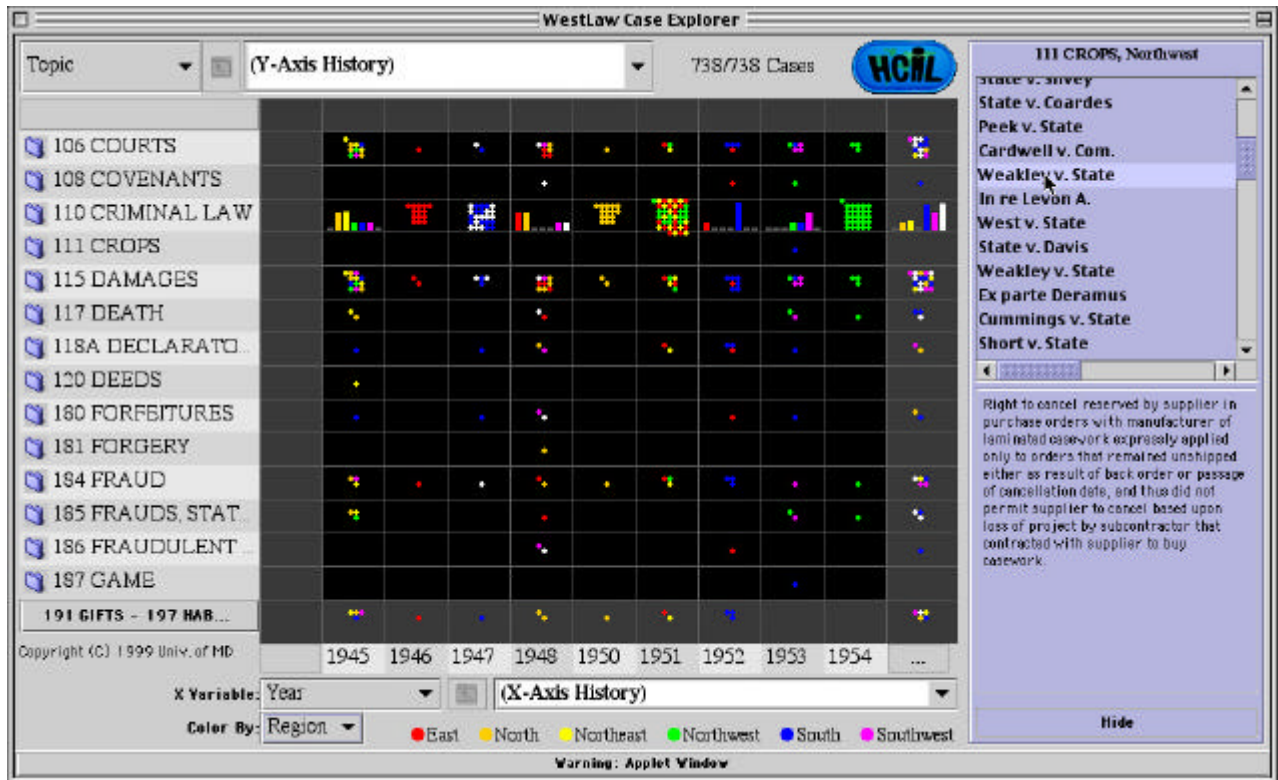 WestLaw Case Explorer
Topic
(Y-Axis History)
738/738 Cases
HCIL
106 COURTS
108 COVENANTS
110 CRIMINAL LAW
111 CROPS
115 DAMAGES
117 DEATH
118A DECLARATO...
120 DEEDS
180 FORFEITURES
181 FORGERY
184 FRAUD
185 FRAUDS, STAT...
186 FRAUDULENT ...
187 GAME
191 GIFTS - 197 HAB...
Copyright (C) 1999 Univ. of MD
1945 1946 1947 1948 1950 1951 1952 1953 1954 ...
X Variable: Year
(X-Axis History)
Color By: Region
East North Northeast Northwest South Southwest
111 CROPS, Northwest
State v. Silvey
State v. Coardes
Peek v. State
Cardwell v. Com.
Weakley v. State
In re Levon A.
West v. State
State v. Davis
Weakley v. State
Ex parte Deramus
Cummings v. State
Short v. State
Right to cancel reserved by supplier in
purchase orders with manufacturer of
laminated casework expressly applied
only to orders that remained unshipped
either as result of back order or passage
of cancellation date, and thus did not
permit supplier to cancel based upon
loss of project by subcontractor that
contracted with supplier to buy
casework.
Hide
Warning: Applet Window